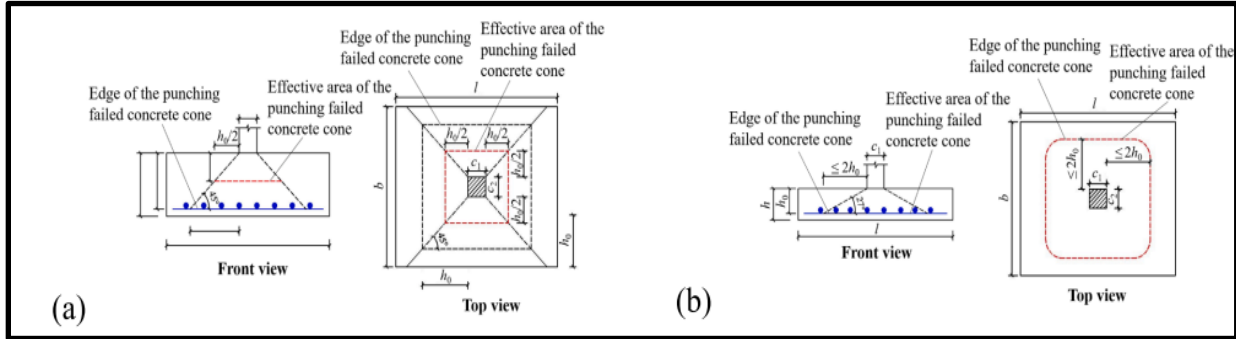 Edge of the punching
failed concrete cone
Effective area of the
punching failed
concrete cone
h₀/2
45°
Front view
(a)
Edge of the punching
failed concrete cone
Effective area of the
punching failed
concrete cone
l
h₀/2
h₀/2
c₁
h₀/2
c₂
h₀/2
b
45°
h₀
h₀
Top view
Edge of the punching
failed concrete cone
Effective area of the
punching failed
concrete cone
c₁
≤2h₀
h
h₀
27°
l
Front view
(b)
Edge of the punching
failed concrete cone
Effective area of the
punching failed
concrete cone
l
≤2h₀
≤2h₀
c₁
c₂
b
Top view